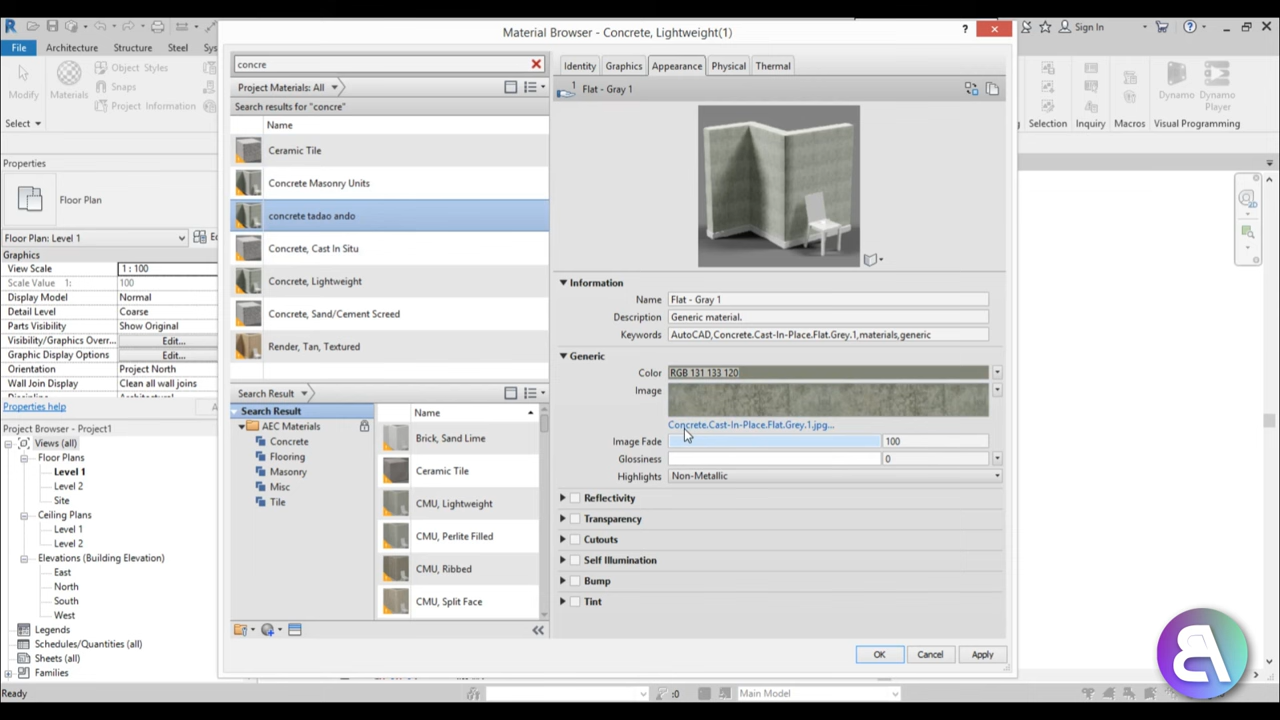 Material Browser - Concrete, Lightweight(1)
?
Sign In
File
Architecture
Structure
Steel
Modify
Materials
Object Styles
Snaps
Project Information
Selection
Inquiry
Macros
Dynamo
Dynamo Player
Visual Programming
Select
Properties
Floor Plan
Floor Plan: Level 1
Graphics
View Scale 1 : 100
Scale Value 1: 100
Display Model Normal
Detail Level Coarse
Parts Visibility Show Original
Visibility/Graphics Overr... Edit...
Graphic Display Options Edit...
Orientation Project North
Wall Join Display Clean all wall joins
Properties help
Project Browser - Project1
Views (all)
Floor Plans
Level 1
Level 2
Site
Ceiling Plans
Level 1
Level 2
Elevations (Building Elevation)
East
North
South
West
Legends
Schedules/Quantities (all)
Sheets (all)
Families
Ready
concre
Project Materials: All
Search results for "concre"
Name
Ceramic Tile
Concrete Masonry Units
concrete tadao ando
Concrete, Cast In Situ
Concrete, Lightweight
Concrete, Sand/Cement Screed
Render, Tan, Textured
Search Result
Search Result
AEC Materials
Concrete
Flooring
Masonry
Misc
Tile
Name
Brick, Sand Lime
Ceramic Tile
CMU, Lightweight
CMU, Perlite Filled
CMU, Ribbed
CMU, Split Face
Identity
Graphics
Appearance
Physical
Thermal
1
Flat - Gray 1
Information
Name Flat - Gray 1
Description Generic material.
Keywords AutoCAD,Concrete.Cast-In-Place.Flat.Grey.1,materials,generic
Generic
Color RGB 131 133 120
Image
Concrete.Cast-In-Place.Flat.Grey.1.jpg...
Image Fade 100
Glossiness 0
Highlights Non-Metallic
Reflectivity
Transparency
Cutouts
Self Illumination
Bump
Tint
OK
Cancel
Apply
:0
Main Model